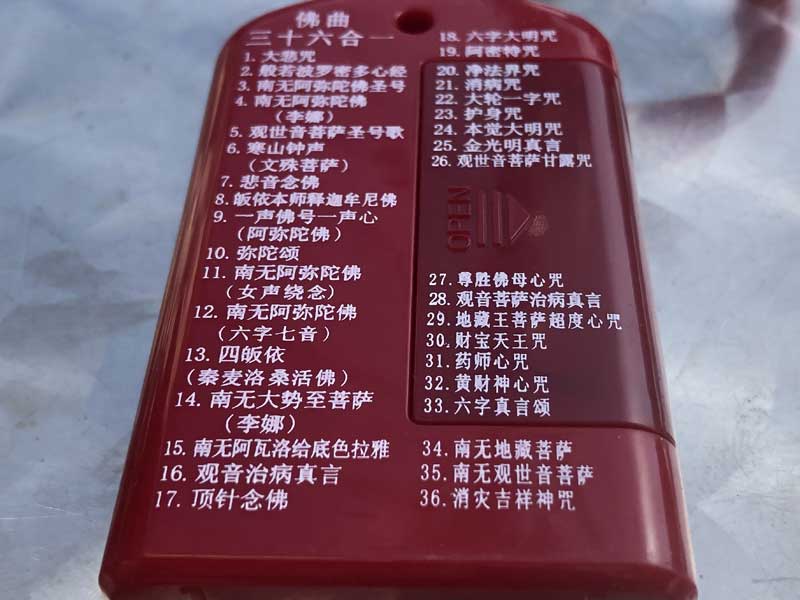 佛曲
三十六合一
1. 大悲咒
2. 般若波罗密多心经
3. 南无阿弥陀佛圣号
4. 南无阿弥陀佛
（李娜）
5. 观世音菩萨圣号歌
6. 寒山钟声
（文殊菩萨）
7. 悲音念佛
8. 皈依本师释迦牟尼佛
9. 一声佛号一声心
（阿弥陀佛）
10. 弥陀颂
11. 南无阿弥陀佛
（女声绕念）
12. 南无阿弥陀佛
（六字七音）
13. 四皈依
（秦麦洛桑活佛）
14. 南无大势至菩萨
（李娜）
15. 南无阿瓦洛给底色拉雅
16. 观音治病真言
17. 顶针念佛
18. 六字大明咒
19. 阿密特咒
20. 净法界咒
21. 消病咒
22. 大轮一字咒
23. 护身咒
24. 本觉大明咒
25. 金光明真言
26. 观世音菩萨甘露咒
OPEN
27. 尊胜佛母心咒
28. 观音菩萨治病真言
29. 地藏王菩萨超度心咒
30. 财宝天王咒
31. 药师心咒
32. 黄财神心咒
33. 六字真言颂
34. 南无地藏菩萨
35. 南无观世音菩萨
36. 消灾吉祥神咒